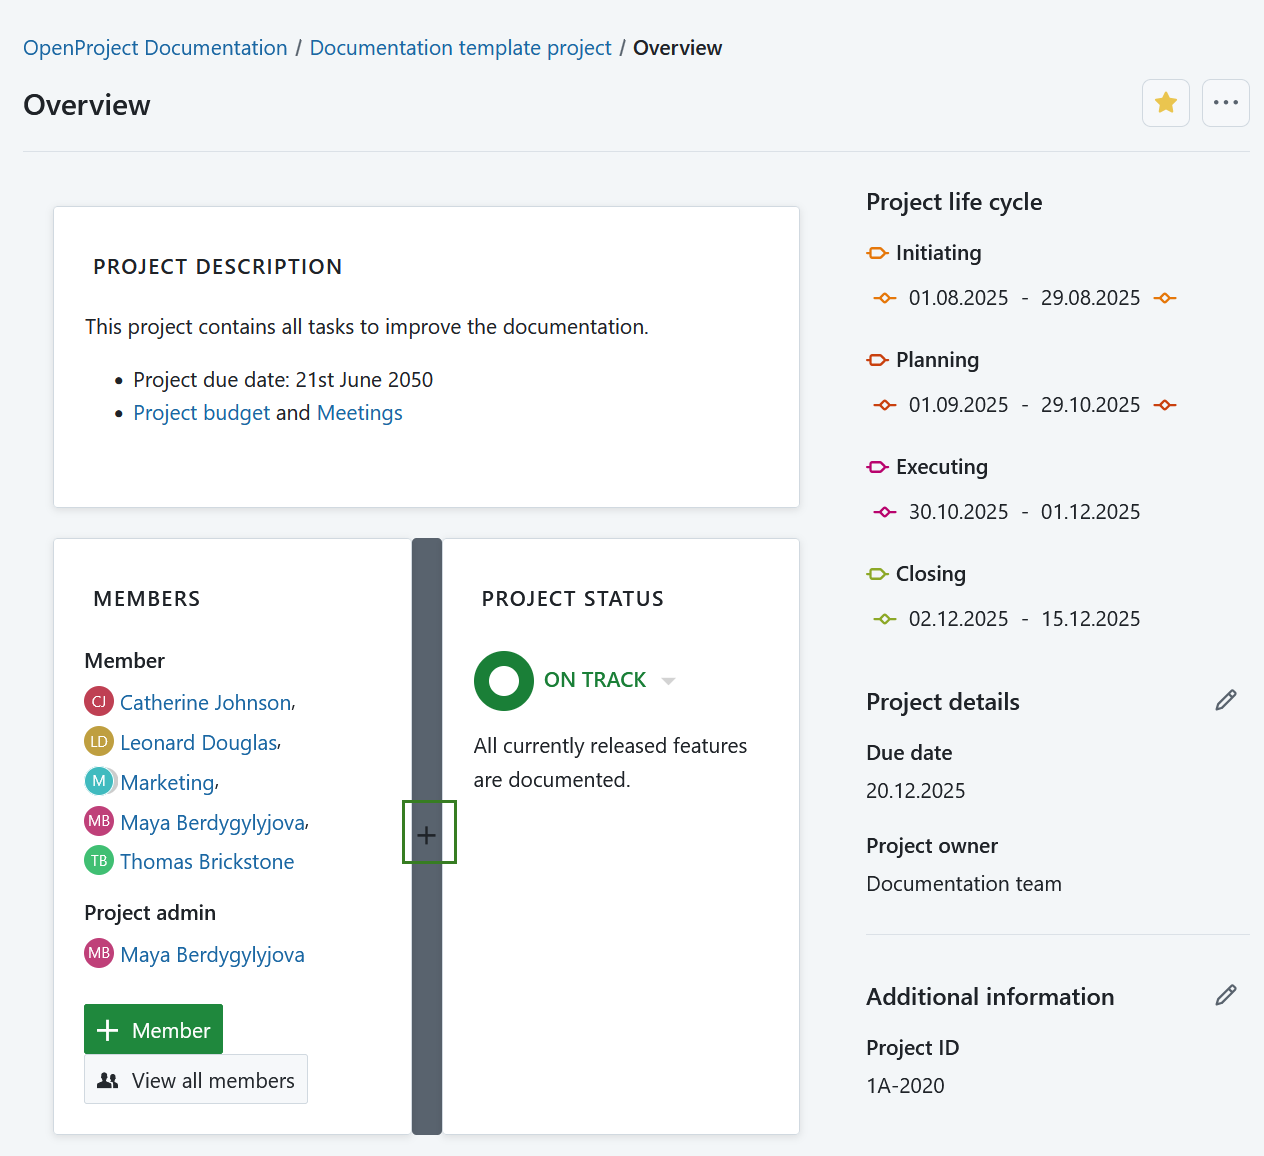 OpenProject Documentation / Documentation template project / Overview
Overview
PROJECT DESCRIPTION
This project contains all tasks to improve the documentation.
• Project due date: 21st June 2050
• Project budget and Meetings
MEMBERS
Member
CJ Catherine Johnson,
LD Leonard Douglas,
M Marketing,
MB Maya Berdygylyjova,
TB Thomas Brickstone
Project admin
MB Maya Berdygylyjova
+ Member
View all members
+
PROJECT STATUS
ON TRACK
All currently released features
are documented.
Project life cycle
Initiating
01.08.2025 - 29.08.2025
Planning
01.09.2025 - 29.10.2025
Executing
30.10.2025 - 01.12.2025
Closing
02.12.2025 - 15.12.2025
Project details
Due date
20.12.2025
Project owner
Documentation team
Additional information
Project ID
1A-2020